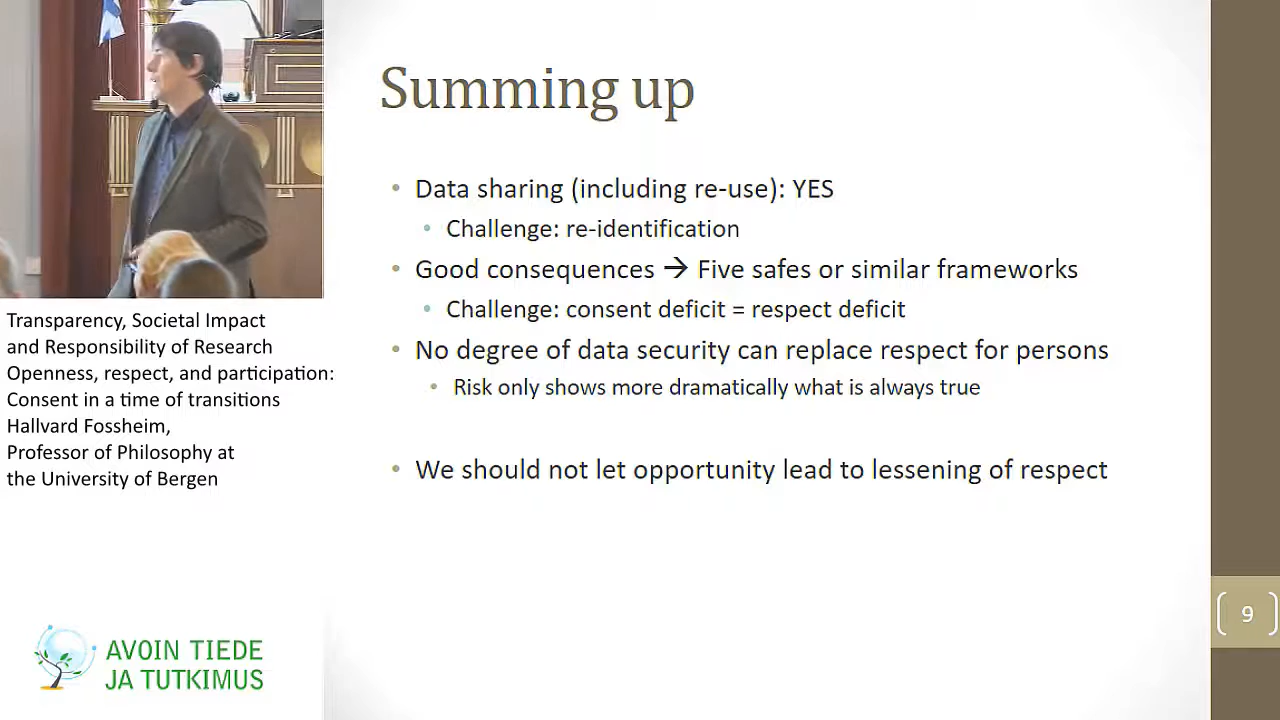 Summing up
• Data sharing (including re-use): YES
• Challenge: re-identification
• Good consequences → Five safes or similar frameworks
• Challenge: consent deficit = respect deficit
• No degree of data security can replace respect for persons
• Risk only shows more dramatically what is always true
• We should not let opportunity lead to lessening of respect
9
Transparency, Societal Impact
and Responsibility of Research
Openness, respect, and participation:
Consent in a time of transitions
Hallvard Fossheim,
Professor of Philosophy at
the University of Bergen
AVOIN TIEDE
JA TUTKIMUS